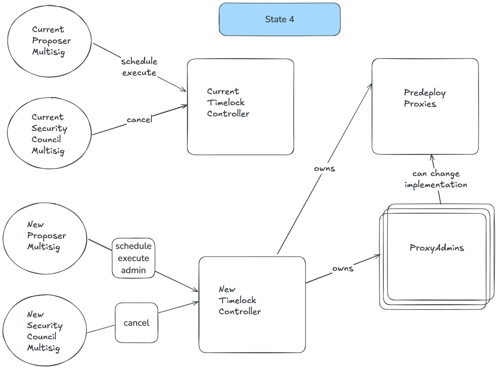 State 4
Current
Proposer
Multisig
schedule
execute
Current
Timelock
Controller
Predeploy
Proxies
Current
Security
Council
Multisig
cancel
owns
can change
implementation
New
Proposer
Multisig
schedule
execute
admin
owns
ProxyAdmins
New
Timelock
Controller
New
Security
Council
Multisig
cancel